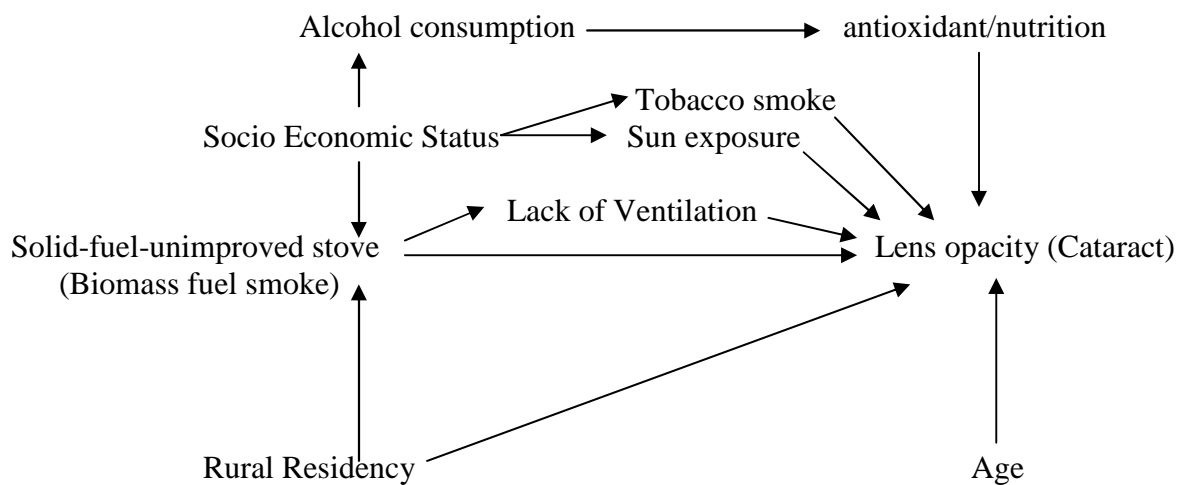 Alcohol consumption antioxidant/nutrition
Tobacco smoke
Socio Economic Status Sun exposure
Lack of Ventilation
Solid-fuel-unimproved stove Lens opacity (Cataract)
(Biomass fuel smoke)
Rural Residency Age